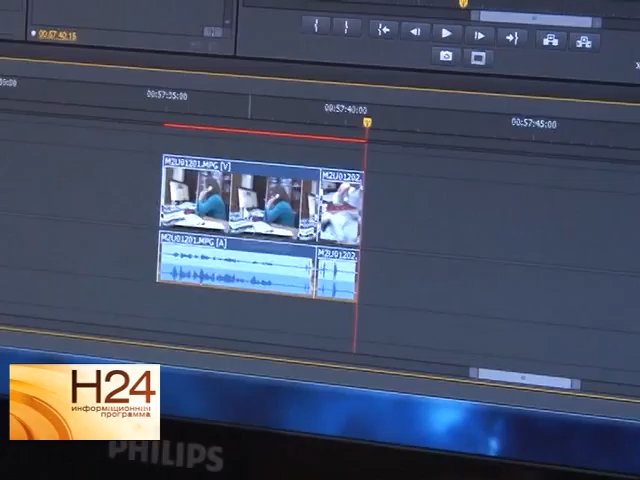 00:57:40:15
00:57:35:00
00:57:40:00
00:57:45:00
M2U01201.MPG [V]
M2U01202.
M2U01201.MPG [A]
M2U01202.
Н24
информационная
программа
PHILIPS